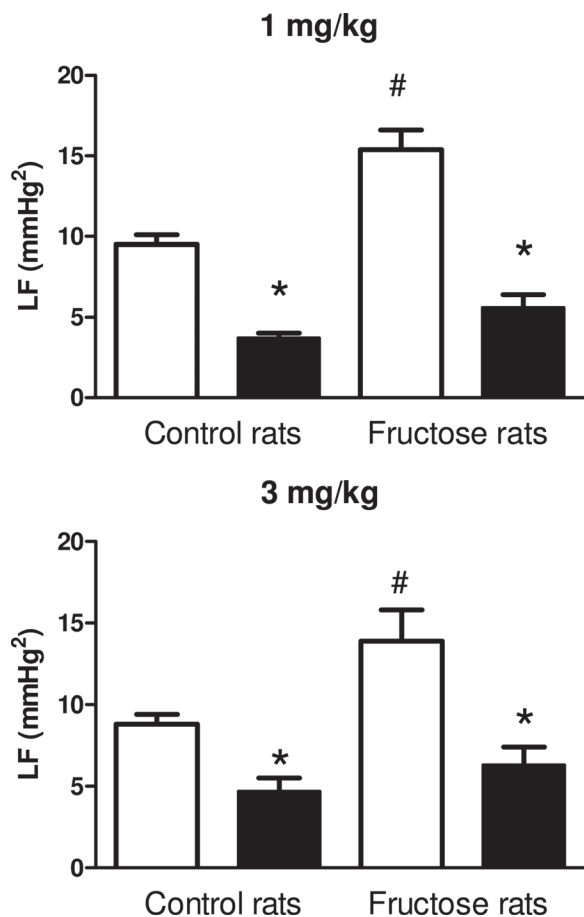 1 mg/kg
20
15
10
5
0
LF (mmHg²)
#
*
*
Control rats Fructose rats
3 mg/kg
20
15
10
5
0
LF (mmHg²)
#
*
*
Control rats Fructose rats